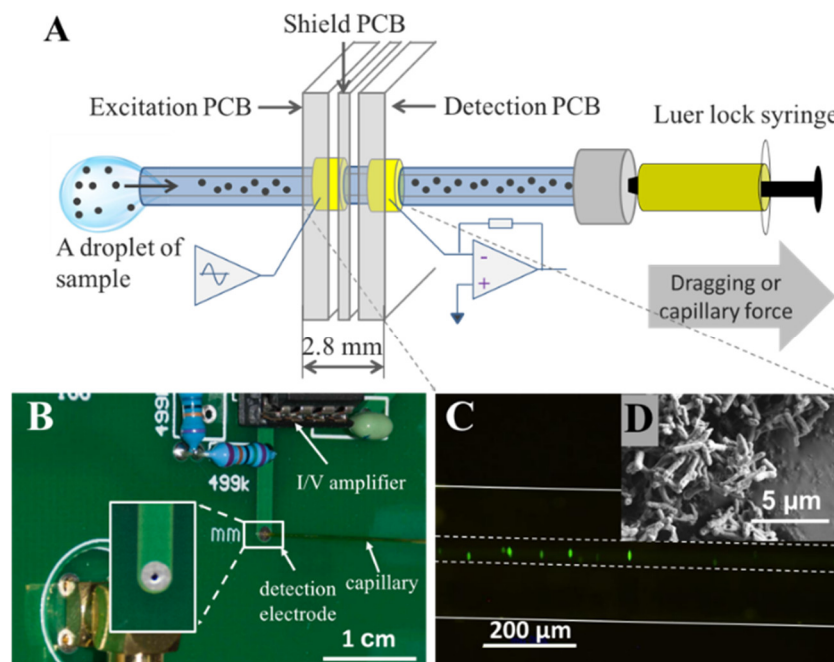 A
Shield PCB
Excitation PCB
Detection PCB
Luer lock syringe
A droplet of
sample
-
+
Dragging or
capillary force
2.8 mm
B
499k
499k
I/V amplifier
mm
detection
electrode
capillary
1 cm
C
D
5 µm
200 µm